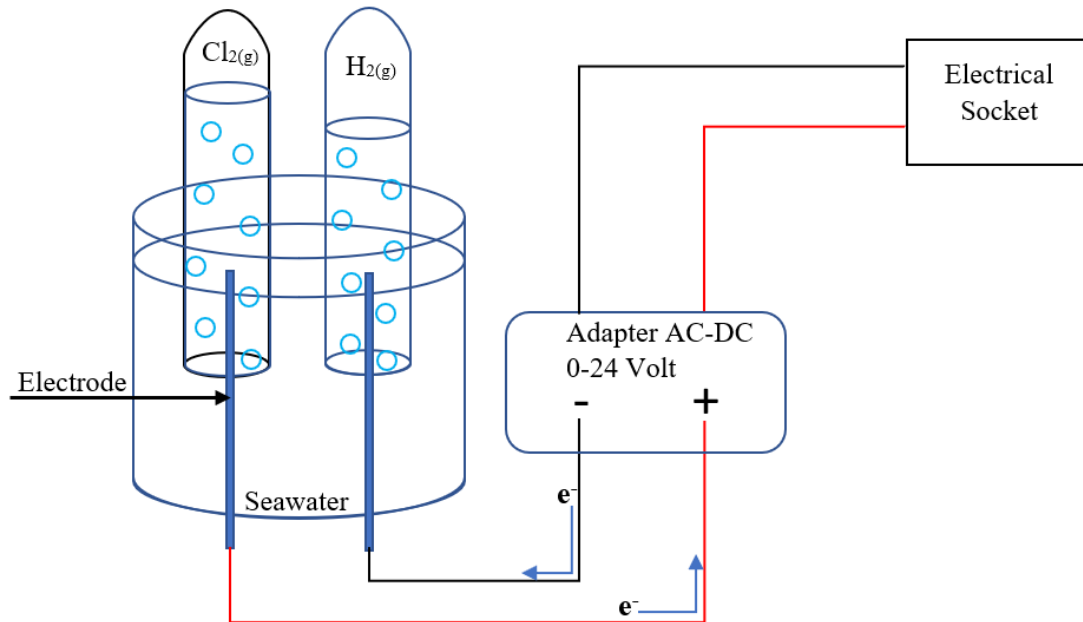 Cl₂(g)
H₂(g)
Electrical
Socket
Adapter AC-DC
0-24 Volt
- +
Electrode
Seawater
e⁻
e⁻